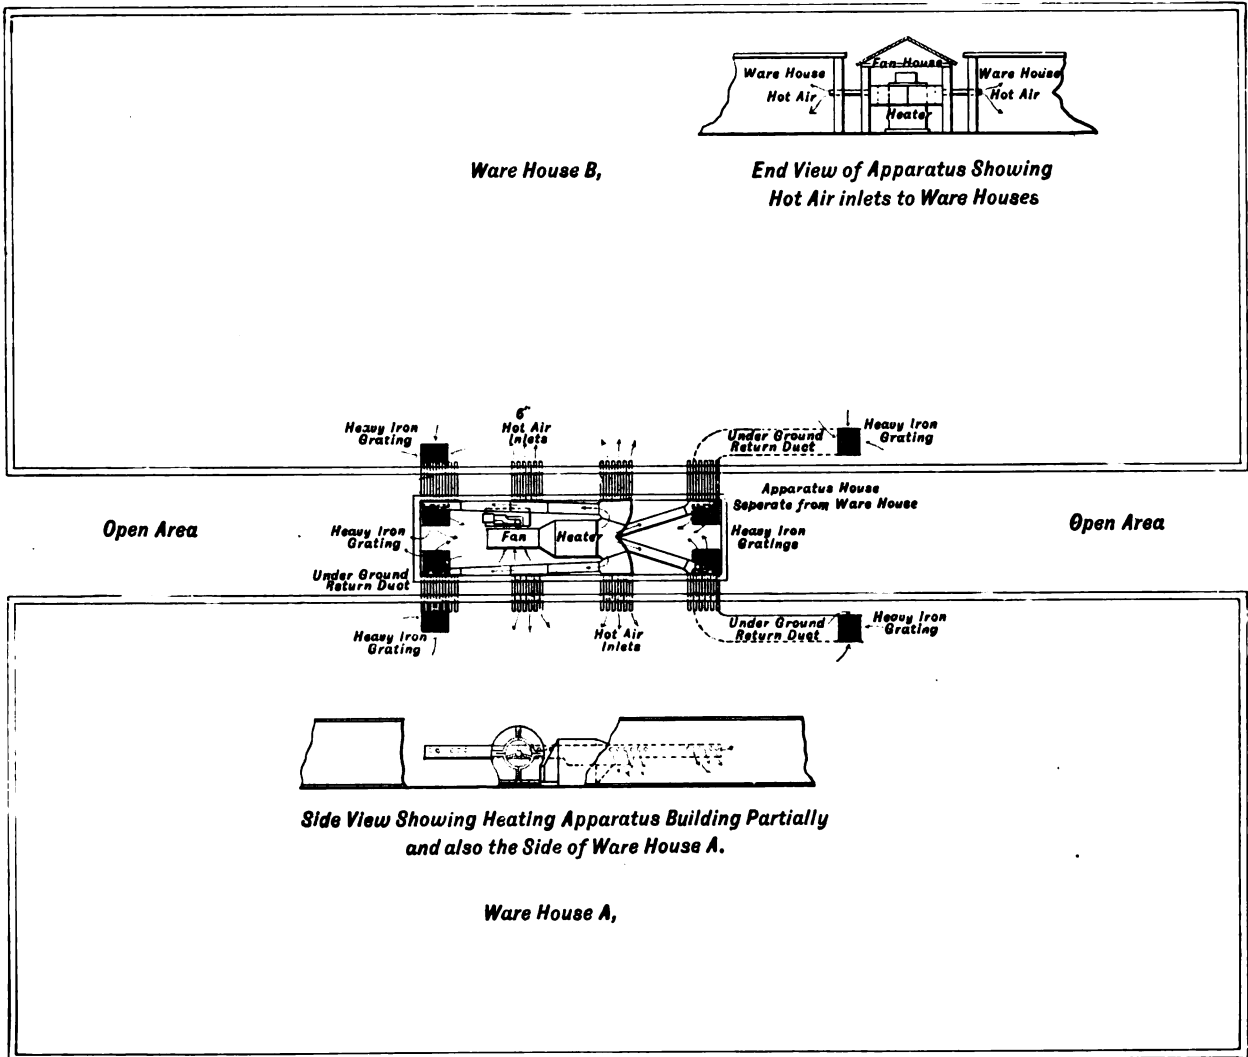 Fan House
Ware House
Ware House
Hot Air
Hot Air
Heater
Ware House B,
End View of Apparatus Showing
Hot Air inlets to Ware Houses
6"
Heavy Iron
Grating
Hot Air
Inlets
Under Ground
Return Duct
Heavy Iron
Grating
Apparatus House
Seperate from Ware House
Open Area
Heavy Iron
Grating
Fan
Heater
Heavy Iron
Gratings
Open Area
Under Ground
Return Duct
Heavy Iron
Grating
Hot Air
Inlets
Under Ground
Return Duct
Heavy Iron
Grating
Side View Showing Heating Apparatus Building Partially
and also the Side of Ware House A.
Ware House A,